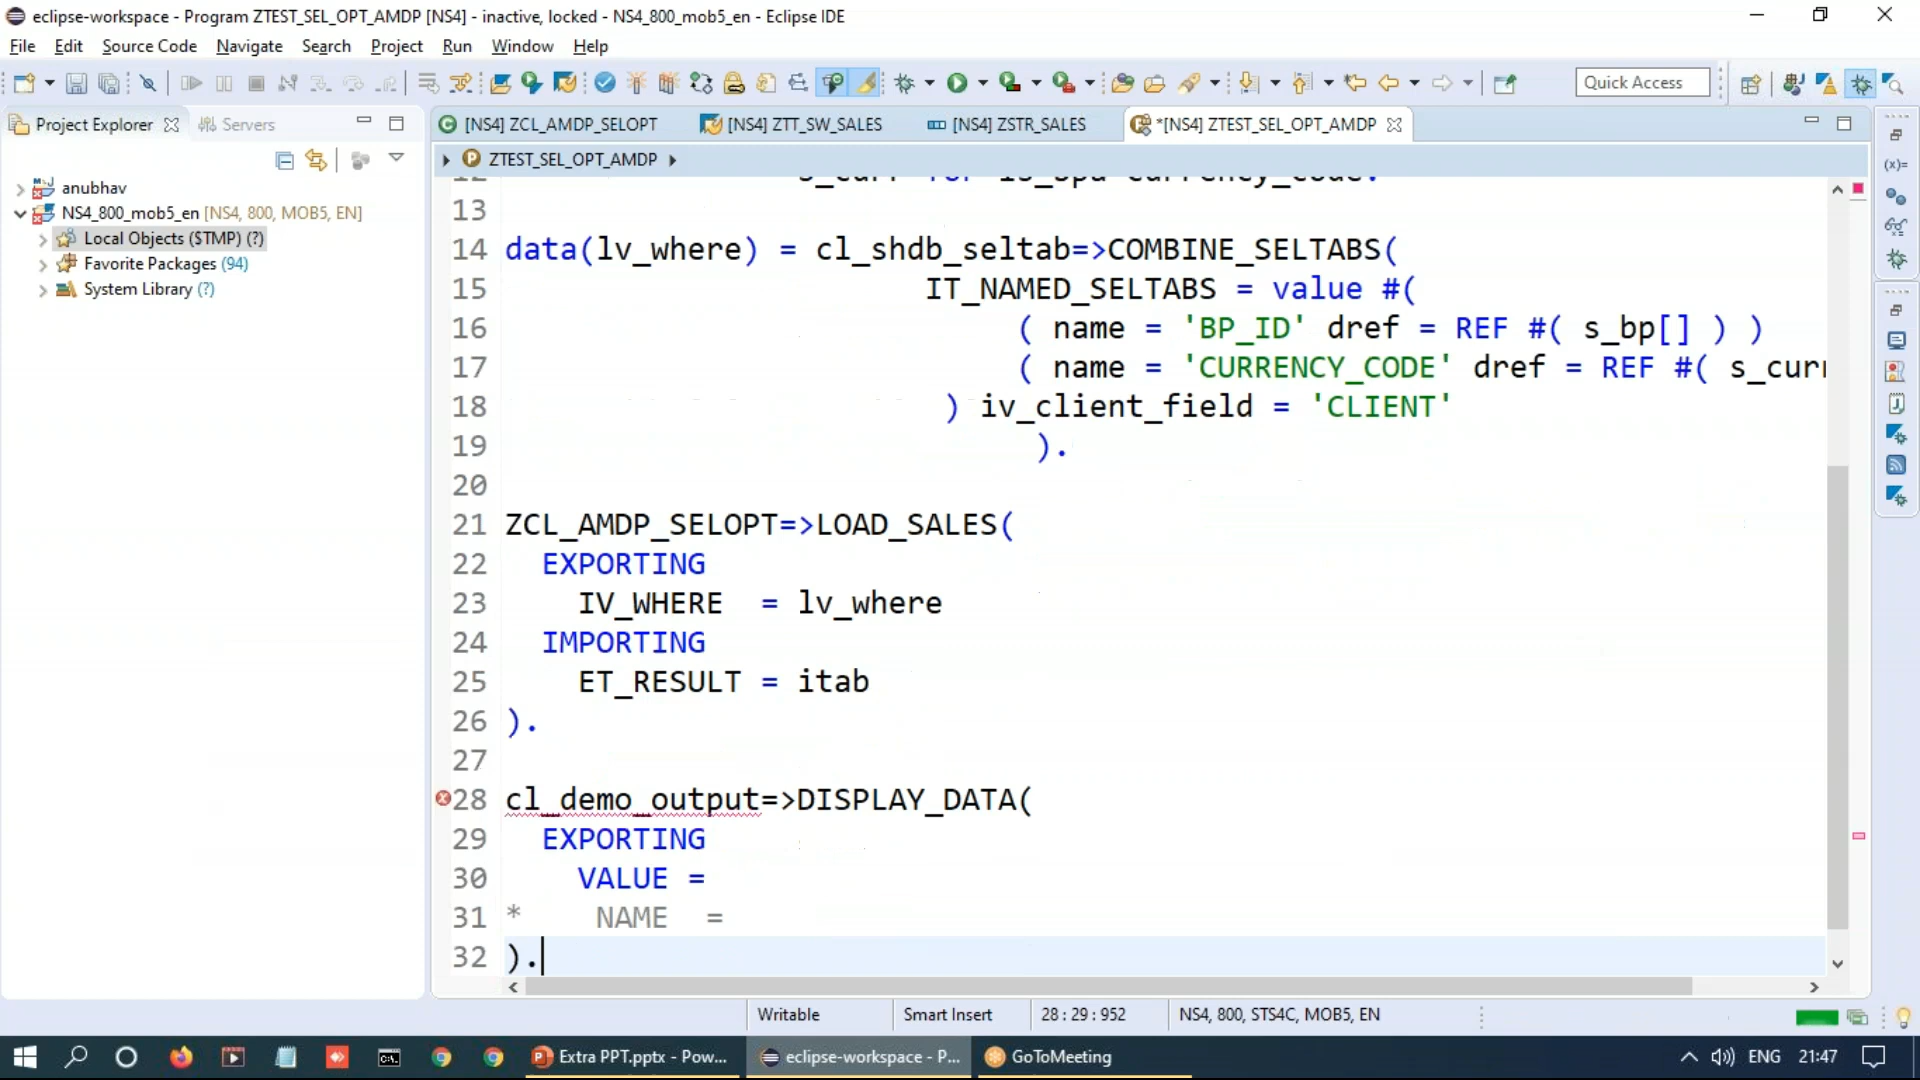 eclipse-workspace - Program ZTEST_SEL_OPT_AMDP [NS4] - inactive, locked - NS4_800_mob5_en - Eclipse IDE
File Edit Source Code Navigate Search Project Run Window Help
Quick Access
Project Explorer Servers
[NS4] ZCL_AMDP_SELOPT [NS4] ZTT_SW_SALES [NS4] ZSTR_SALES *[NS4] ZTEST_SEL_OPT_AMDP
ZTEST_SEL_OPT_AMDP
anubhav
NS4_800_mob5_en [NS4, 800, MOB5, EN]
Local Objects ($TMP) (?)
Favorite Packages (94)
System Library (?)
13
14 data(lv_where) = cl_shdb_seltab=>COMBINE_SELTABS(
15 IT_NAMED_SELTABS = value #(
16 ( name = 'BP_ID' dref = REF #( s_bp[] ) )
17 ( name = 'CURRENCY_CODE' dref = REF #( s_curr
18 ) iv_client_field = 'CLIENT'
19 ).
20
21 ZCL_AMDP_SELOPT=>LOAD_SALES(
22 EXPORTING
23 IV_WHERE = lv_where
24 IMPORTING
25 ET_RESULT = itab
26 ).
27
28 cl_demo_output=>DISPLAY_DATA(
29 EXPORTING
30 VALUE =
31 * NAME =
32 ).
Writable Smart Insert 28 : 29 : 952 NS4, 800, STS4C, MOB5, EN
Extra PPT.pptx - Pow... eclipse-workspace - P... GoToMeeting ENG 21:47